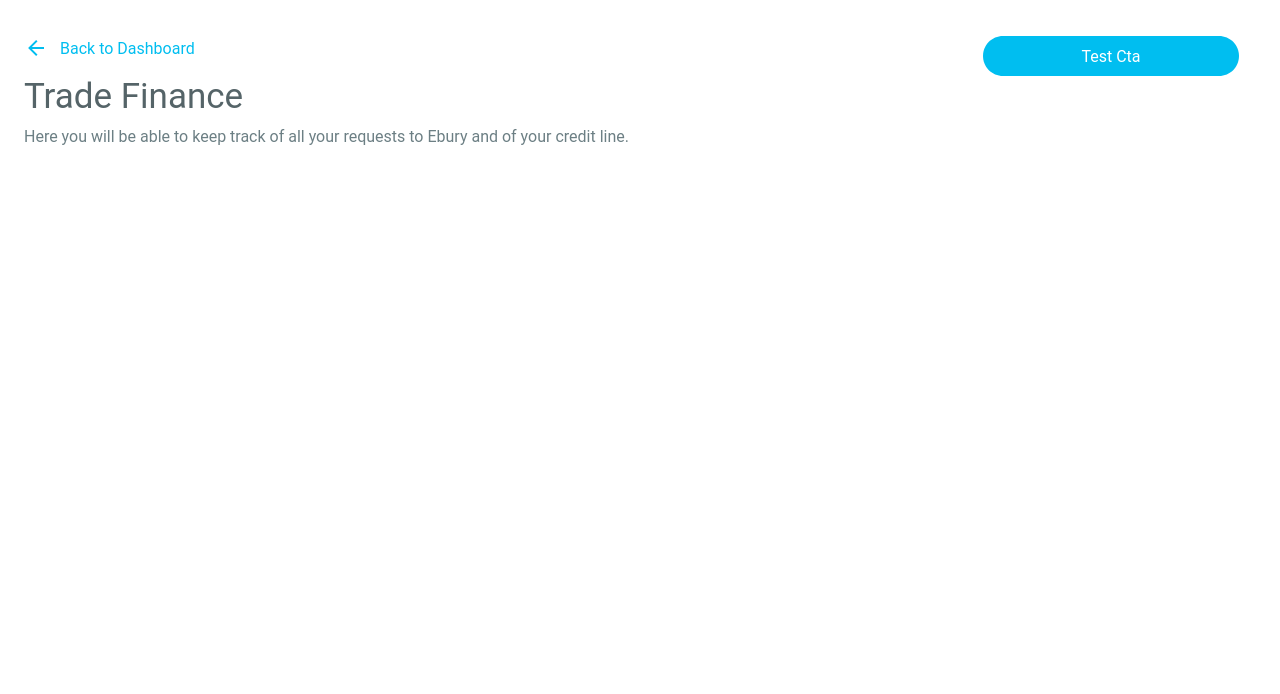 Back to Dashboard
Test Cta
Trade Finance
Here you will be able to keep track of all your requests to Ebury and of your credit line.